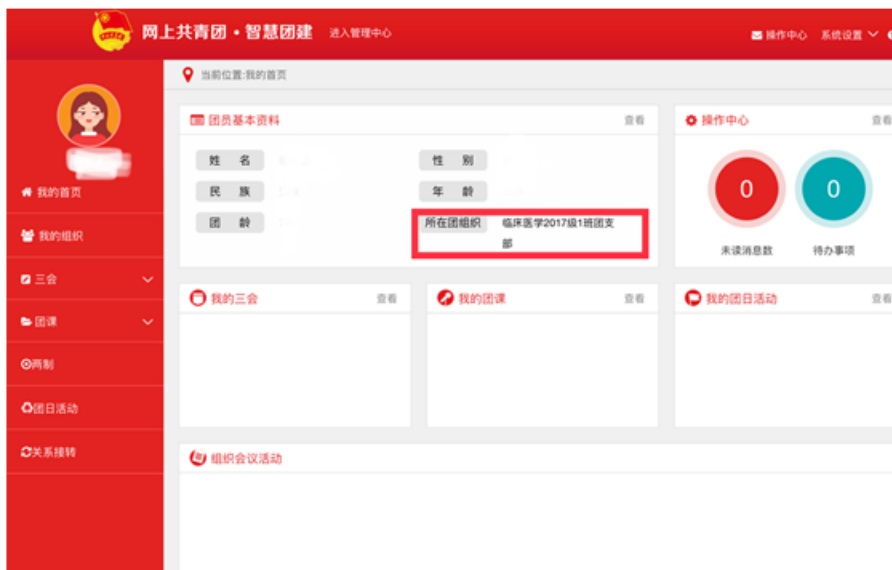 网上共青团·智慧团建 进入管理中心 操作中心 系统设置
当前位置:我的首页
团员基本资料 查看
姓 名 性 别
民 族 年 龄
团 龄 所在团组织 临床医学2017级1班团支
部
操作中心 查看
0 0
未读消息数 待办事项
我的首页
我的组织
三会
团课
两制
团日活动
关系接转
我的三会 查看
我的团课 查看
我的团日活动 查看
组织会议活动